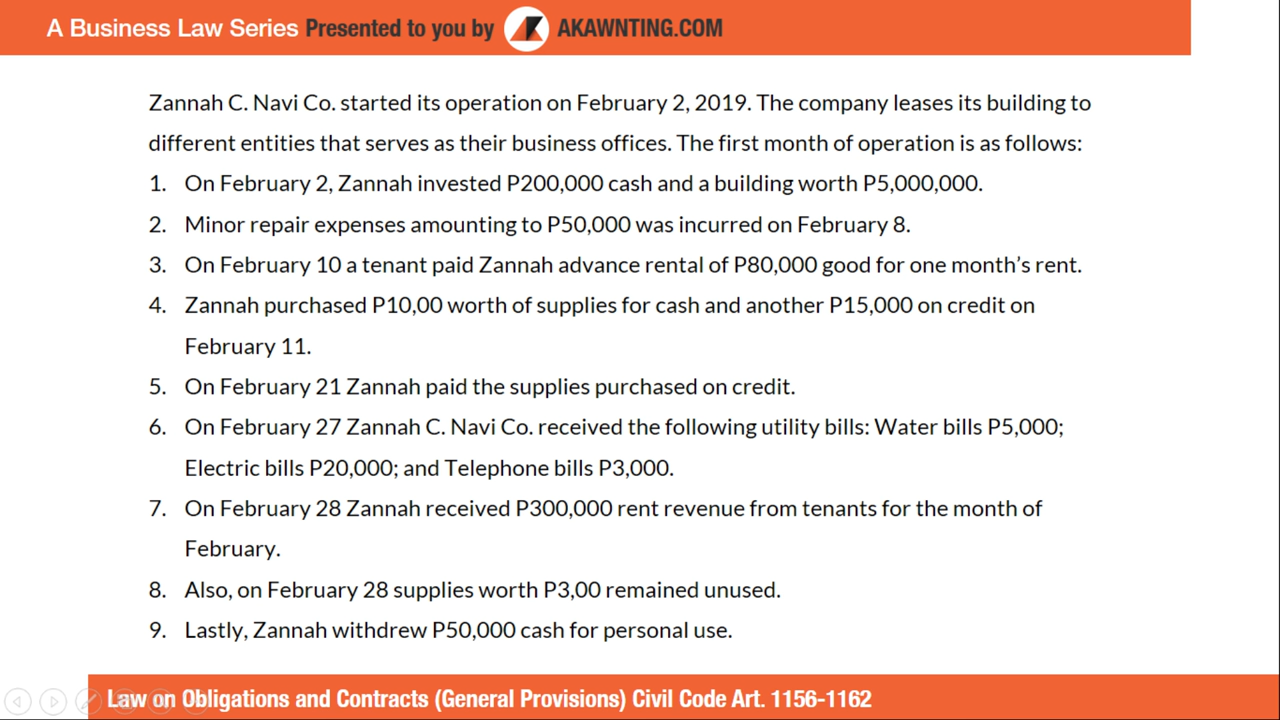 A Business Law Series Presented to you by AKAWNTING.COM
Zannah C. Navi Co. started its operation on February 2, 2019. The company leases its building to
different entities that serves as their business offices. The first month of operation is as follows:
1. On February 2, Zannah invested P200,000 cash and a building worth P5,000,000.
2. Minor repair expenses amounting to P50,000 was incurred on February 8.
3. On February 10 a tenant paid Zannah advance rental of P80,000 good for one month’s rent.
4. Zannah purchased P10,00 worth of supplies for cash and another P15,000 on credit on
February 11.
5. On February 21 Zannah paid the supplies purchased on credit.
6. On February 27 Zannah C. Navi Co. received the following utility bills: Water bills P5,000;
Electric bills P20,000; and Telephone bills P3,000.
7. On February 28 Zannah received P300,000 rent revenue from tenants for the month of
February.
8. Also, on February 28 supplies worth P3,00 remained unused.
9. Lastly, Zannah withdrew P50,000 cash for personal use.
Law on Obligations and Contracts (General Provisions) Civil Code Art. 1156-1162